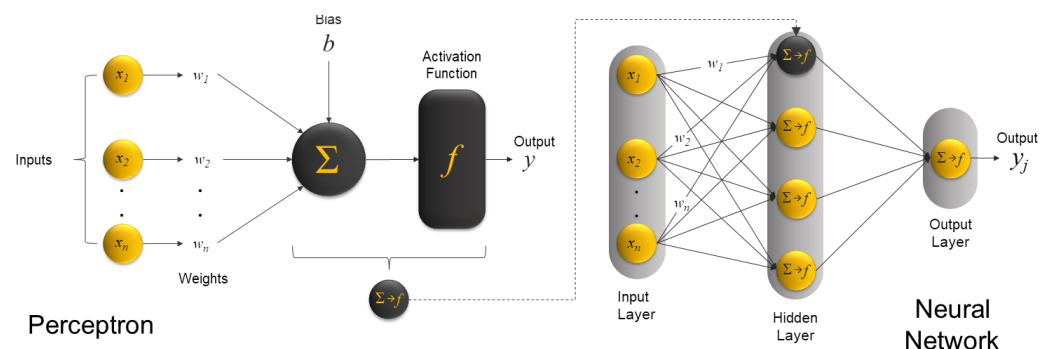 Bias
b
Activation
Function
Inputs
x1
w1
x2
w2
xn
wn
Σ
f
Output
y
Weights
Σ→f
Perceptron
x1
x2
xn
w1
w2
wn
Input
Layer
Σ→f
Σ→f
Σ→f
Σ→f
Hidden
Layer
Σ→f
Output
Layer
Output
yj
Neural
Network